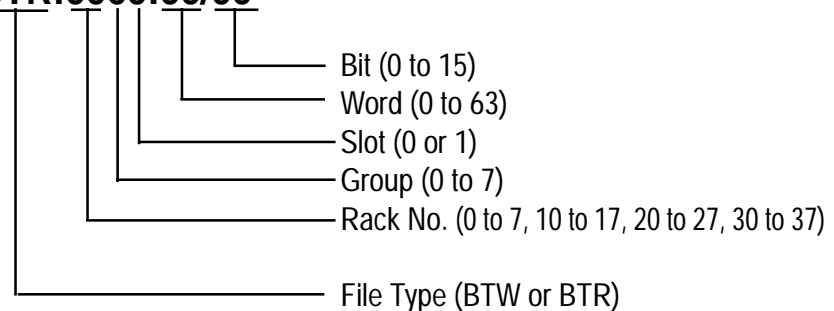 Bit (0 to 15)
Word (0 to 63)
Slot (0 or 1)
Group (0 to 7)
Rack No. (0 to 7, 10 to 17, 20 to 27, 30 to 37)
File Type (BTW or BTR)